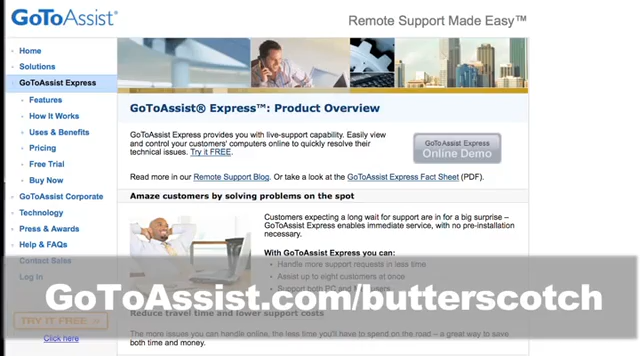 GoToAssist®
Remote Support Made Easy™
Home
Solutions
GoToAssist Express
Features
How It Works
Uses & Benefits
Pricing
Free Trial
Buy Now
GoToAssist Corporate
Technology
Press & Awards
Help & FAQs
Contact Sales
Log In
TRY IT FREE
Click here
GoToAssist® Express™: Product Overview
GoToAssist Express provides you with live-support capability. Easily
view and control your customers' computers online to quickly resolve their
technical issues. Try it FREE.
GoToAssist Express
Online Demo
Read more in our Remote Support Blog. Or take a look at the GoToAssist Express Fact Sheet (PDF).
Amaze customers by solving problems on the spot
Customers expecting a long wait for support are in for a big surprise –
GoToAssist Express enables immediate service, with no pre-installation
necessary.
With GoToAssist Express you can:
Handle more support requests in less time
Assist up to eight customers at once
Support both PC and Mac users
GoToAssist.com/butterscotch
Reduce travel time and lower support costs
The more issues you can handle online, the less time you'll have to spend on the road – a great way to save
both time and money.